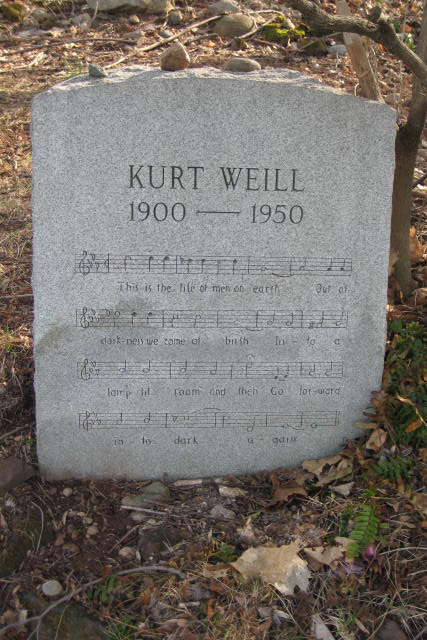 KURT WEILL
1900 — 1950
This is the life of men on earth Out of
dark-ness we come at birth In-to a
lamp-lit room and then Go for-ward
in-to dark a-gain